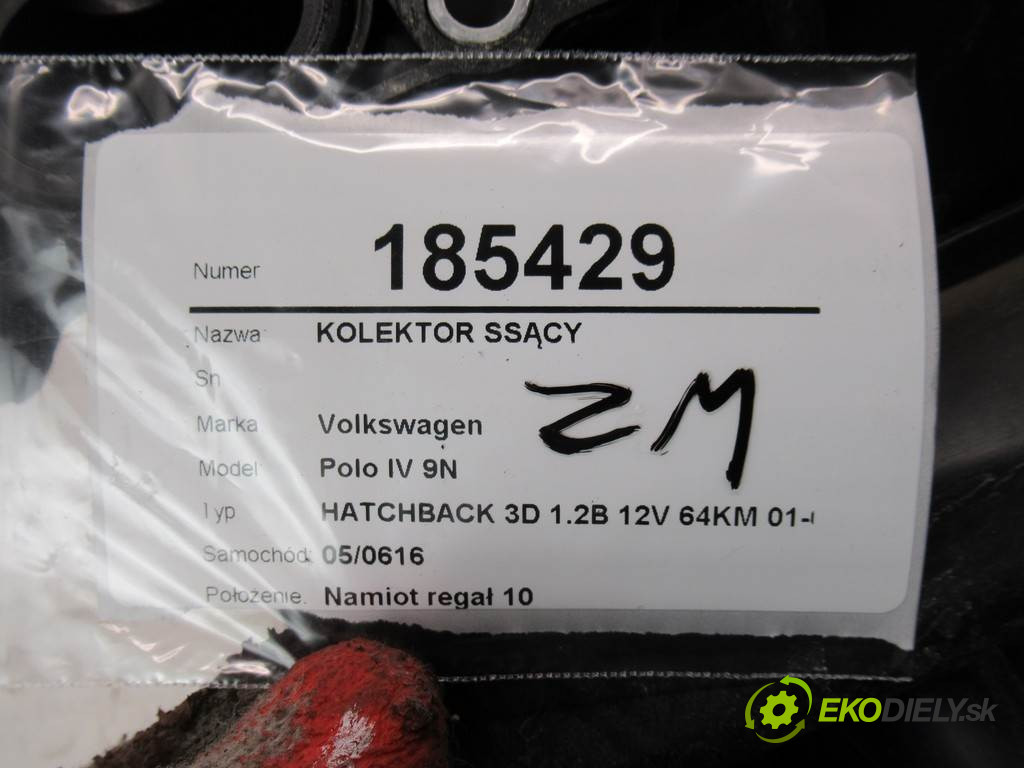 Numer 185429
Nazwa: KOLEKTOR SSĄCY
Sn
ZM
Marka Volkswagen
Model: Polo IV 9N
Typ HATCHBACK 3D 1.2B 12V 64KM 01-
Samochód: 05/0616
Położenie. Namiot regał 10
EKODIELY.sk